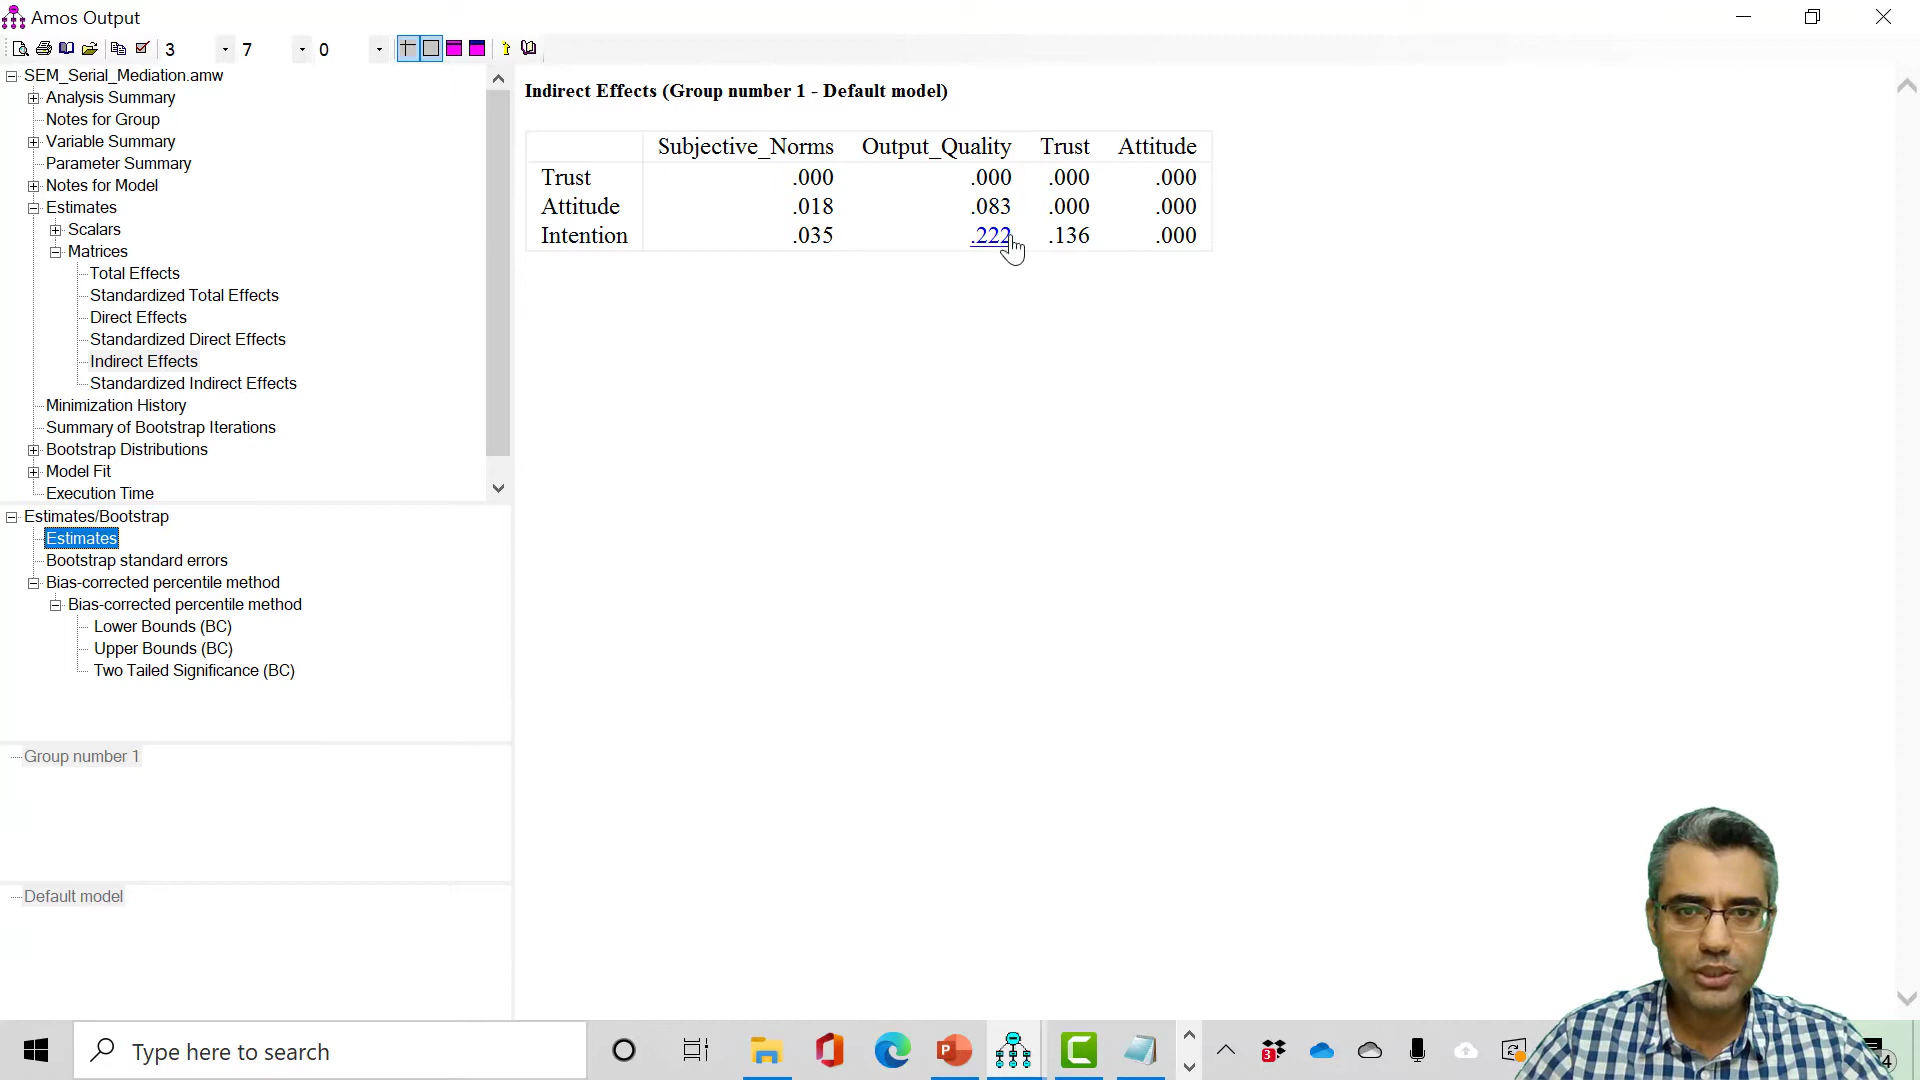 Amos Output
3 7 0
SEM_Serial_Mediation.amw
Analysis Summary
Notes for Group
Variable Summary
Parameter Summary
Notes for Model
Estimates
Scalars
Matrices
Total Effects
Standardized Total Effects
Direct Effects
Standardized Direct Effects
Indirect Effects
Standardized Indirect Effects
Minimization History
Summary of Bootstrap Iterations
Bootstrap Distributions
Model Fit
Execution Time
Estimates/Bootstrap
Estimates
Bootstrap standard errors
Bias-corrected percentile method
Bias-corrected percentile method
Lower Bounds (BC)
Upper Bounds (BC)
Two Tailed Significance (BC)
Group number 1
Default model
Indirect Effects (Group number 1 - Default model)
Subjective_Norms Output_Quality Trust Attitude
Trust .000 .000 .000 .000
Attitude .018 .083 .000 .000
Intention .035 .222 .136 .000
Type here to search
3
4